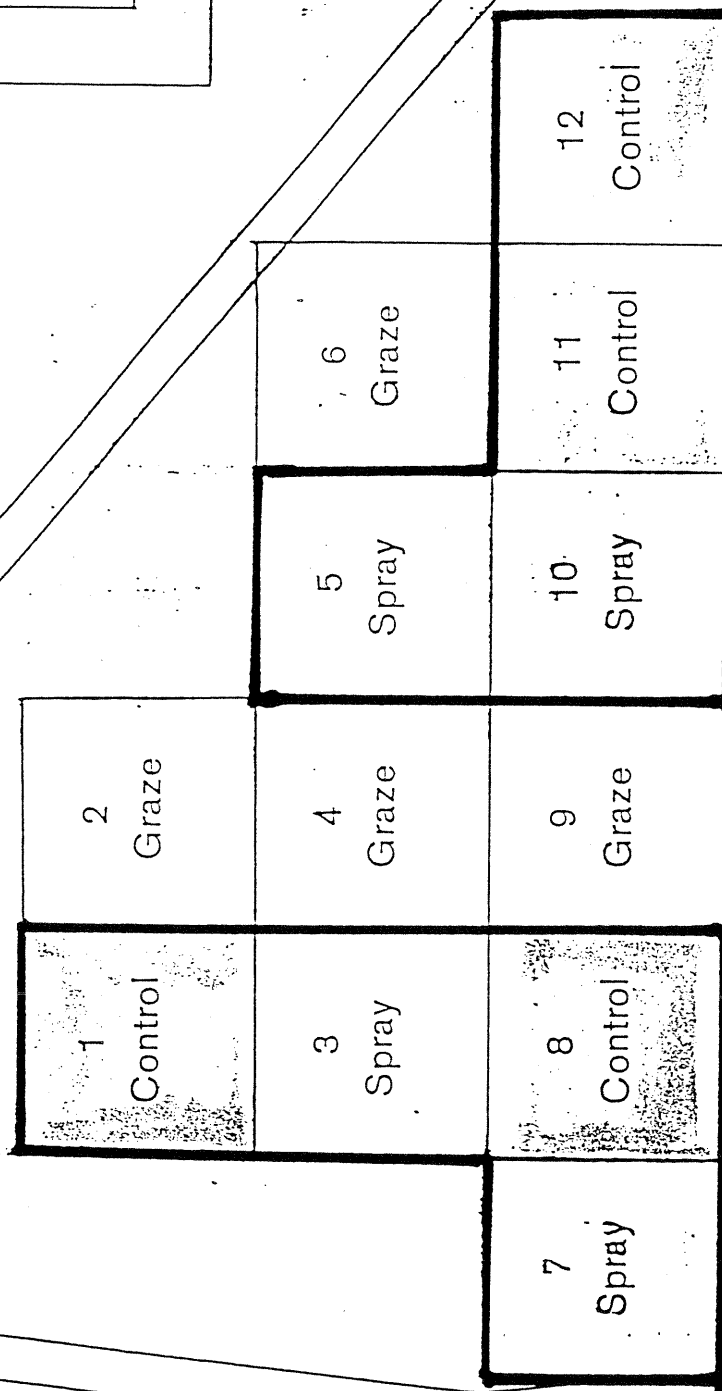 1
Control
2
Graze
3
Spray
4
Graze
5
Spray
6
Graze
7
Spray
8
Control
9
Graze
10
Spray
11
Control
12
Control